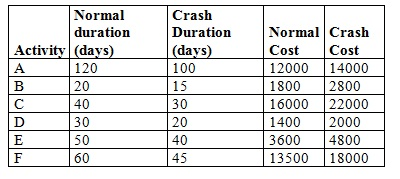 Activity Normal duration (days) Crash Duration (days) Normal Cost Crash Cost
A 120 100 12000 14000
B 20 15 1800 2800
C 40 30 16000 22000
D 30 20 1400 2000
E 50 40 3600 4800
F 60 45 13500 18000